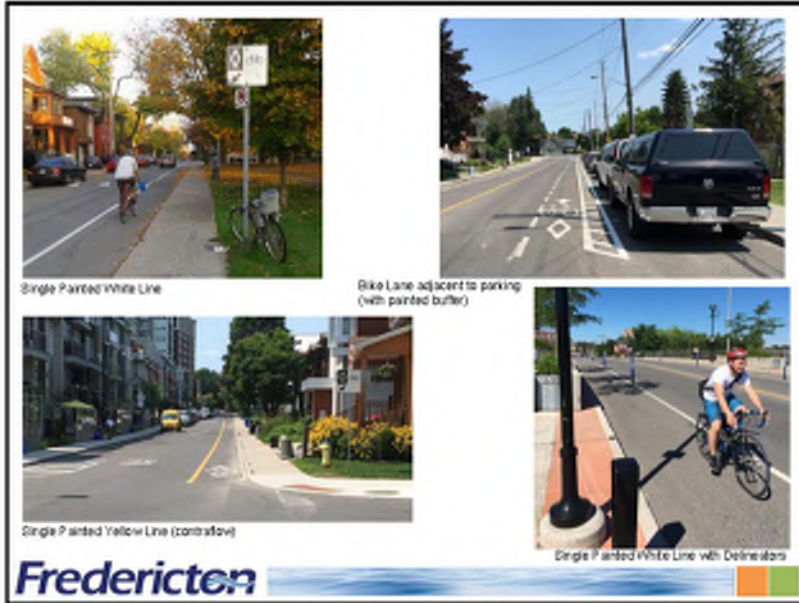 Single Painted White Line
Bike Lane adjacent to parking
(with painted buffer)
Single Painted Yellow Line (contraflow)
Single Painted White Line with Delineators
Fredericton